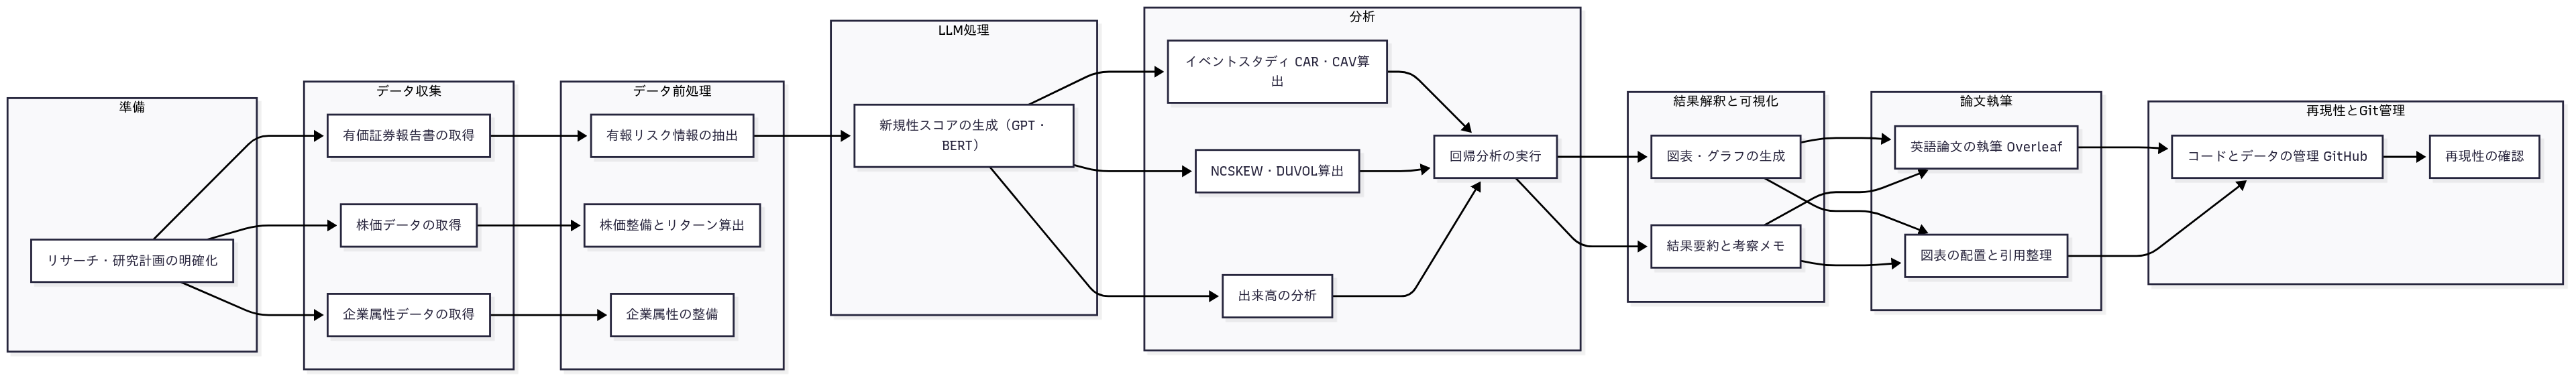 準備
リサーチ・研究計画の明確化
データ収集
有価証券報告書の取得
株価データの取得
企業属性データの取得
データ前処理
有報リスク情報の抽出
株価整備とリターン算出
企業属性の整備
LLM処理
新規性スコアの生成（GPT・
BERT）
分析
イベントスタディ CAR・CAV算
出
NCSKEW・DUVOL算出
出来高の分析
回帰分析の実行
結果解釈と可視化
図表・グラフの生成
結果要約と考察メモ
論文執筆
英語論文の執筆 Overleaf
図表の配置と引用整理
再現性とGit管理
コードとデータの管理 GitHub
再現性の確認